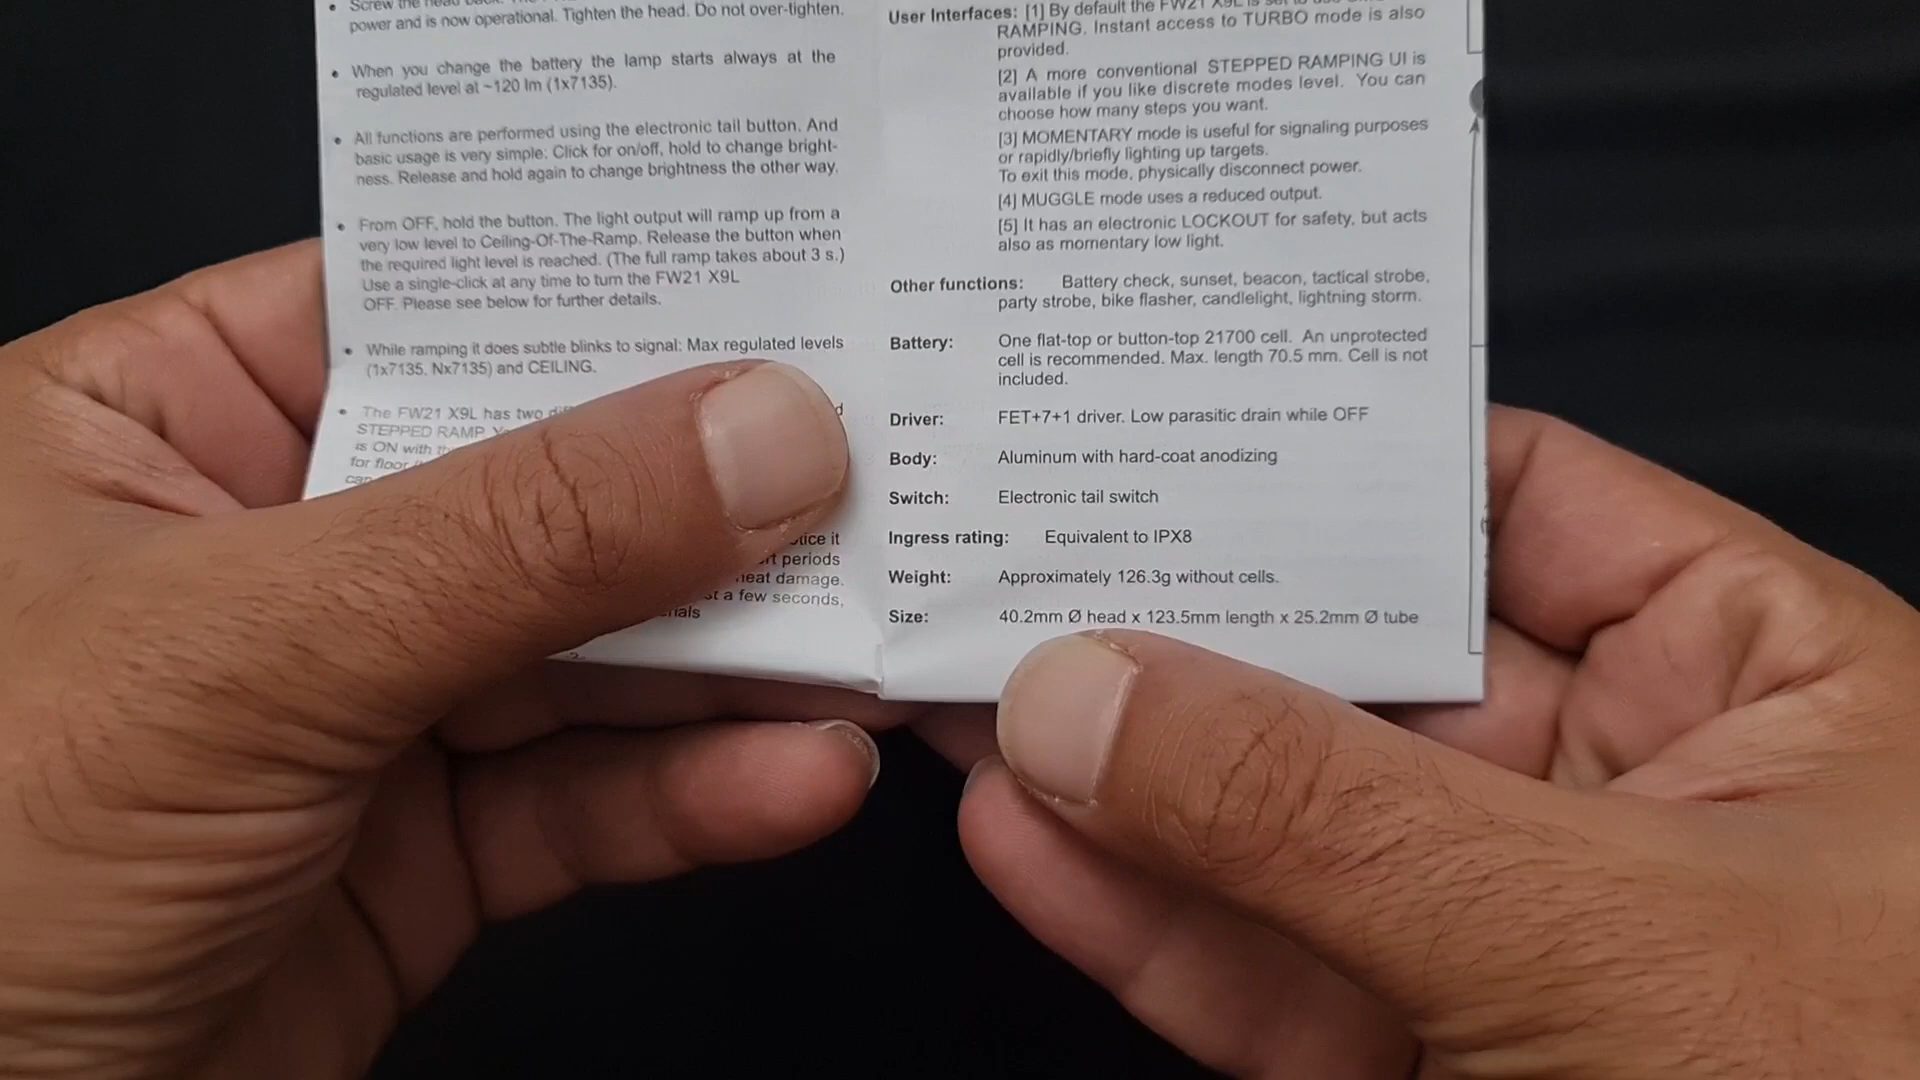 Screw the head back.
power and is now operational. Tighten the head. Do not over-tighten.
• When you change the battery the lamp starts always at the
regulated level at ~120 lm (1x7135).
• All functions are performed using the electronic tail button. And
basic usage is very simple: Click for on/off, hold to change bright-
ness. Release and hold again to change brightness the other way.
• From OFF, hold the button. The light output will ramp up from a
very low level to Ceiling-Of-The-Ramp. Release the button when
the required light level is reached. (The full ramp takes about 3 s.)
Use a single-click at any time to turn the FW21 X9L
OFF. Please see below for further details.
• While ramping it does subtle blinks to signal: Max regulated levels
(1x7135. Nx7135) and CEILING.
• The FW21 X9L has two
STEPPED RAMP.
is ON with
for floor
can
it
periods
heat damage.
a few seconds,
User Interfaces: [1] By default the FW21 X9L is set to use
RAMPING. Instant access to TURBO mode is also
provided.
[2] A more conventional STEPPED RAMPING UI is
available if you like discrete modes level. You can
choose how many steps you want.
[3] MOMENTARY mode is useful for signaling purposes
or rapidly/briefly lighting up targets.
To exit this mode, physically disconnect power.
[4] MUGGLE mode uses a reduced output.
[5] It has an electronic LOCKOUT for safety, but acts
also as momentary low light.
Other functions: Battery check, sunset, beacon, tactical strobe,
party strobe, bike flasher, candlelight, lightning storm.
Battery: One flat-top or button-top 21700 cell. An unprotected
cell is recommended. Max. length 70.5 mm. Cell is not
included.
Driver: FET+7+1 driver. Low parasitic drain while OFF
Body: Aluminum with hard-coat anodizing
Switch: Electronic tail switch
Ingress rating: Equivalent to IPX8
Weight: Approximately 126.3g without cells.
Size: 40.2mm Ø head x 123.5mm length x 25.2mm Ø tube